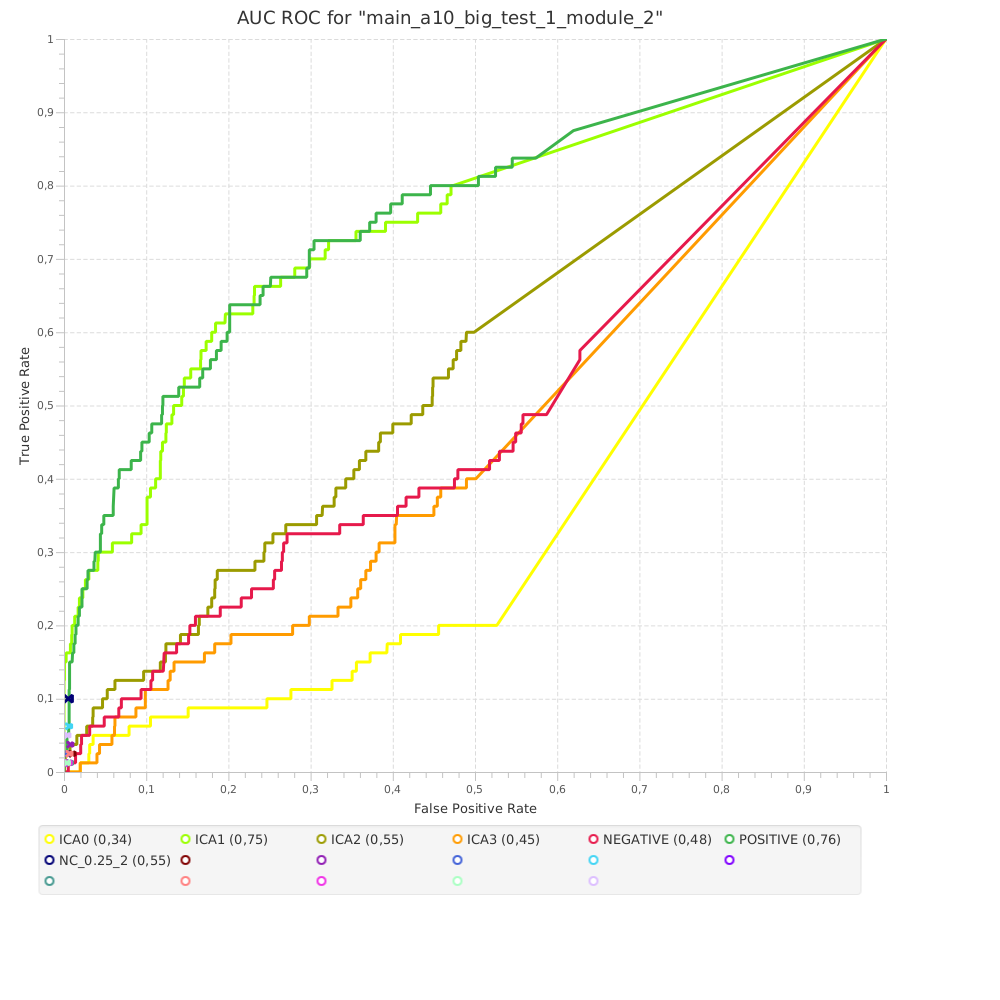 AUC ROC for "main_a10_big_test_1_module_2"
1
0,9
0,8
0,7
0,6
0,5
0,4
0,3
0,2
0,1
0
True Positive Rate
0 0,1 0,2 0,3 0,4 0,5 0,6 0,7 0,8 0,9 1
False Positive Rate
ICA0 (0,34) ICA1 (0,75) ICA2 (0,55) ICA3 (0,45) NEGATIVE (0,48) POSITIVE (0,76)
NC_0.25_2 (0,55)